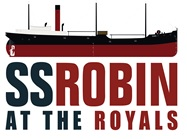 SSROBIN
AT THE ROYALS